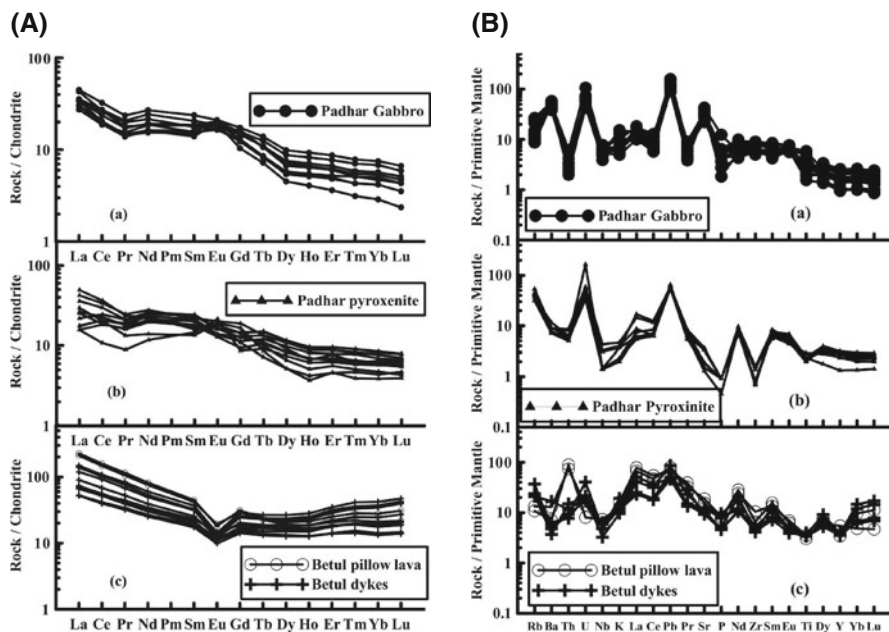 (A)
Rock / Chondrite
100
10
1
Padhar Gabbro
(a)
La Ce Pr Nd Pm Sm Eu Gd Tb Dy Ho Er Tm Yb Lu
Rock / Chondrite
100
10
1
Padhar pyroxenite
(b)
La Ce Pr Nd Pm Sm Eu Gd Tb Dy Ho Er Tm Yb Lu
Rock / Chondrite
1000
100
10
1
Betul pillow lava
Betul dykes
(c)
La Ce Pr Nd Pm Sm Eu Gd Tb Dy Ho Er Tm Yb Lu
(B)
Rock / Primitive Mantle
100
10
1
0.1
Padhar Gabbro
(a)
Rock / Primitive Mantle
100
10
1
0.1
Padhar Pyroxinite
(b)
Rock / Primitive Mantle
1000
100
10
1
0.1
Betul pillow lava
Betul dykes
(c)
Rb Ba Th U Nb K La Ce Pb Pr Sr P Nd Zr Sm Eu Ti Dy Y Yb Lu